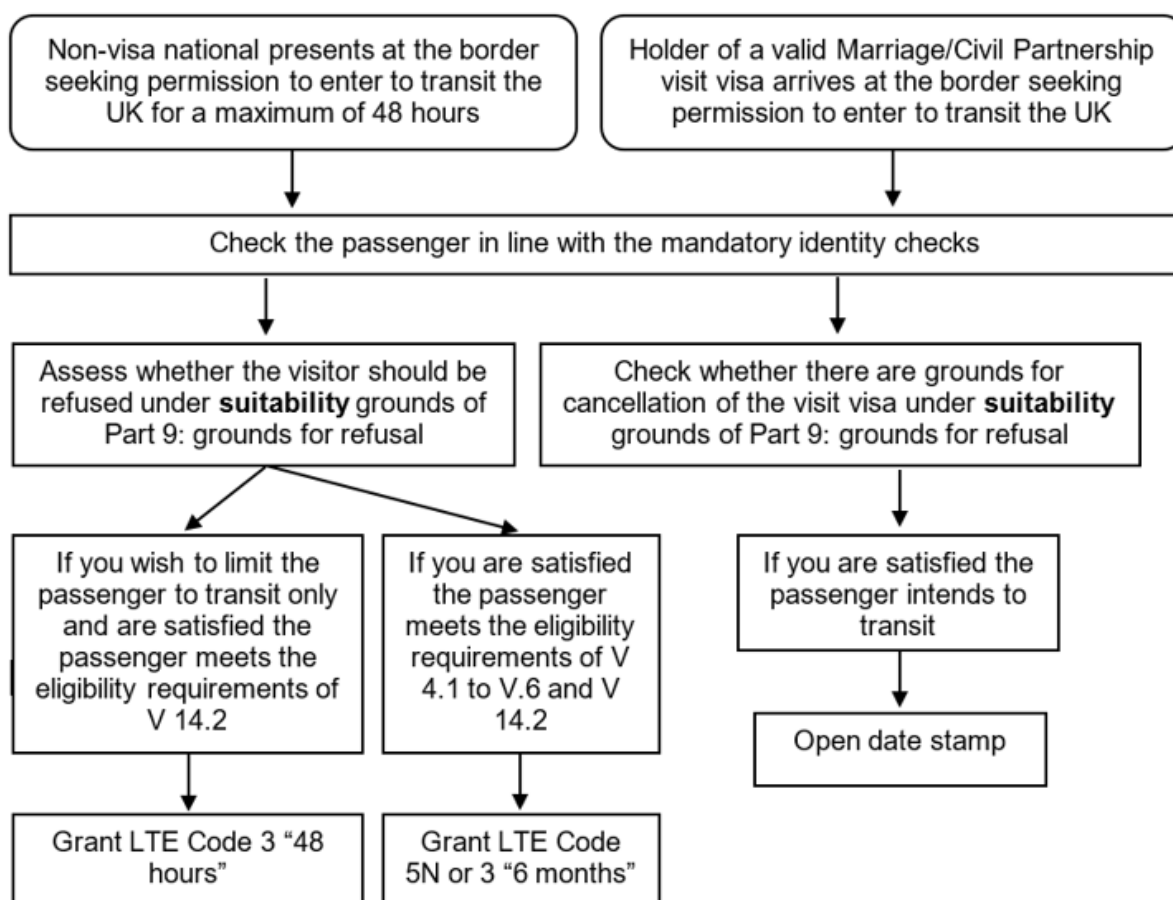 Non-visa national presents at the border
seeking permission to enter to transit the
UK for a maximum of 48 hours
Holder of a valid Marriage/Civil Partnership
visit visa arrives at the border seeking
permission to enter to transit the UK
Check the passenger in line with the mandatory identity checks
Assess whether the visitor should be
refused under suitability grounds of
Part 9: grounds for refusal
Check whether there are grounds for
cancellation of the visit visa under suitability
grounds of Part 9: grounds for refusal
If you wish to limit the
passenger to transit only
and are satisfied the
passenger meets the
eligibility requirements of
V 14.2
If you are satisfied
the passenger
meets the eligibility
requirements of V
4.1 to V.6 and V
14.2
If you are satisfied the
passenger intends to
transit
Open date stamp
Grant LTE Code 3 “48
hours”
Grant LTE Code
5N or 3 “6 months”